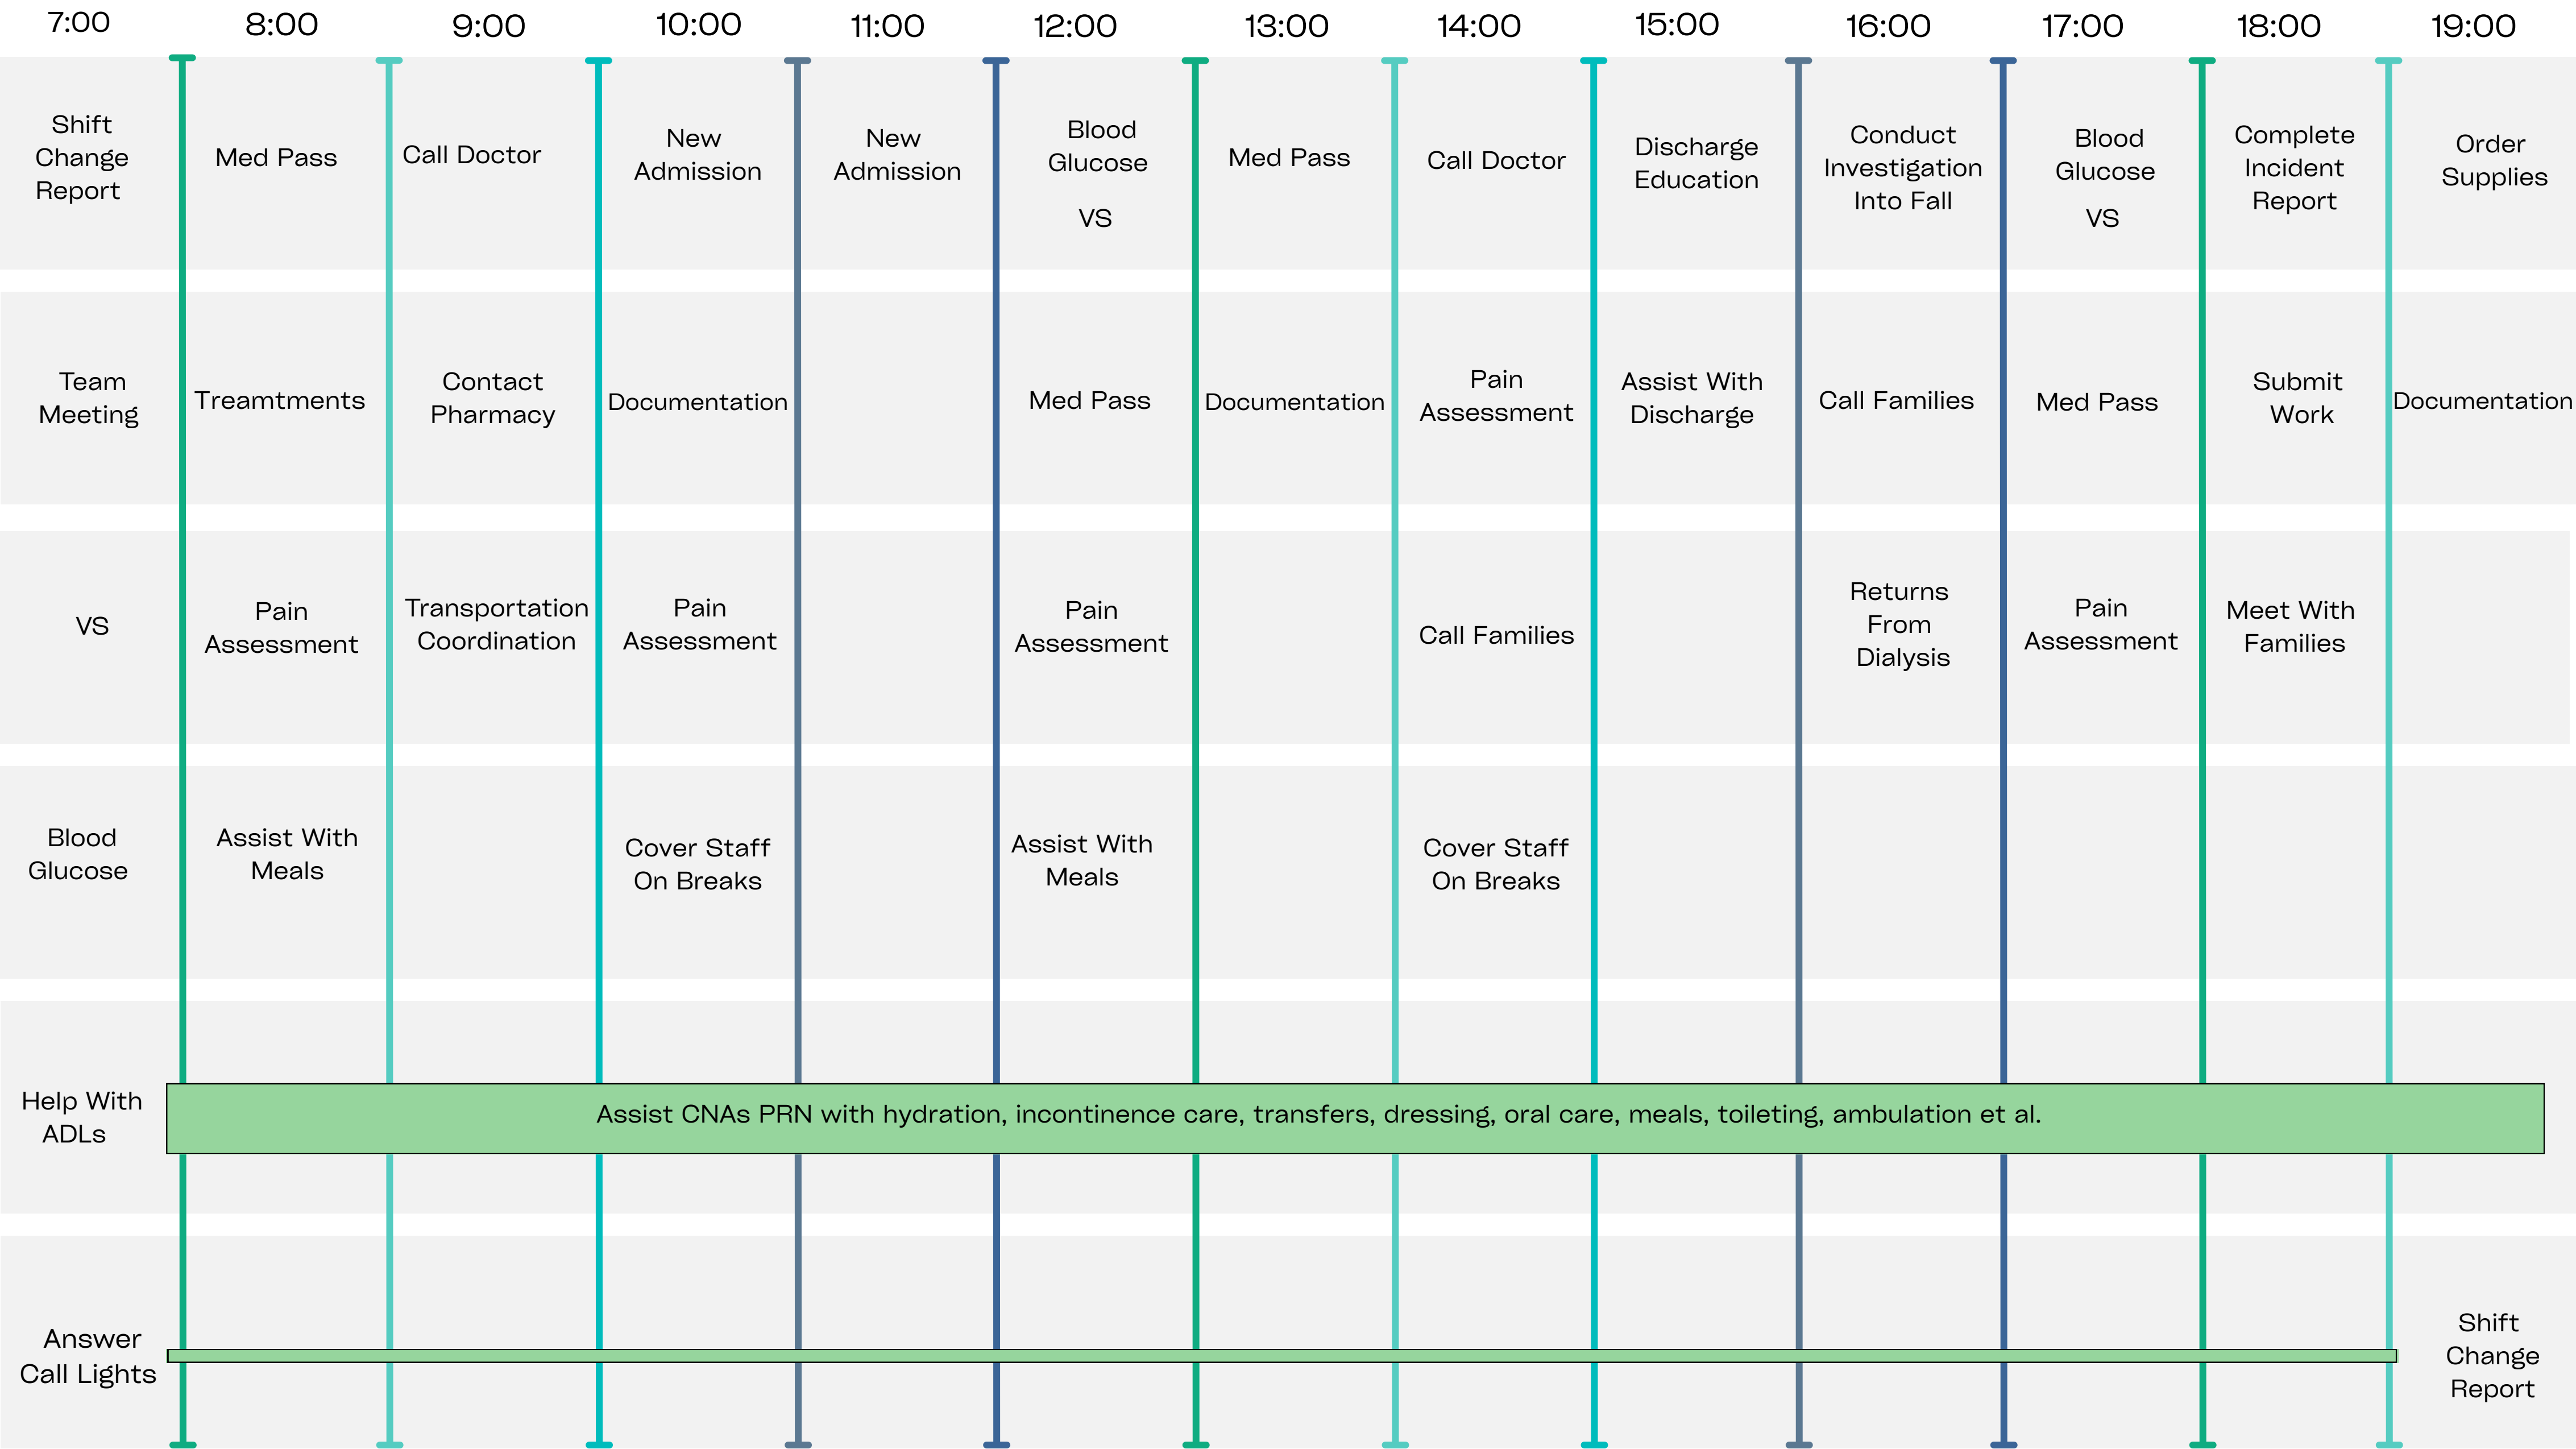 7:00 8:00 9:00 10:00 11:00 12:00 13:00 14:00 15:00 16:00 17:00 18:00 19:00
Shift
Change
Report
Med Pass
Call Doctor
New
Admission
New
Admission
Blood
Glucose
VS
Med Pass
Call Doctor
Discharge
Education
Conduct
Investigation
Into Fall
Blood
Glucose
VS
Complete
Incident
Report
Order
Supplies
Team
Meeting
Treamtments
Contact
Pharmacy
Documentation
Med Pass
Documentation
Pain
Assessment
Assist With
Discharge
Call Families
Med Pass
Submit
Work
Documentation
VS
Pain
Assessment
Transportation
Coordination
Pain
Assessment
Pain
Assessment
Call Families
Returns
From
Dialysis
Pain
Assessment
Meet With
Families
Blood
Glucose
Assist With
Meals
Cover Staff
On Breaks
Assist With
Meals
Cover Staff
On Breaks
Help With
ADLs
Assist CNAs PRN with hydration, incontinence care, transfers, dressing, oral care, meals, toileting, ambulation et al.
Answer
Call Lights
Shift
Change
Report